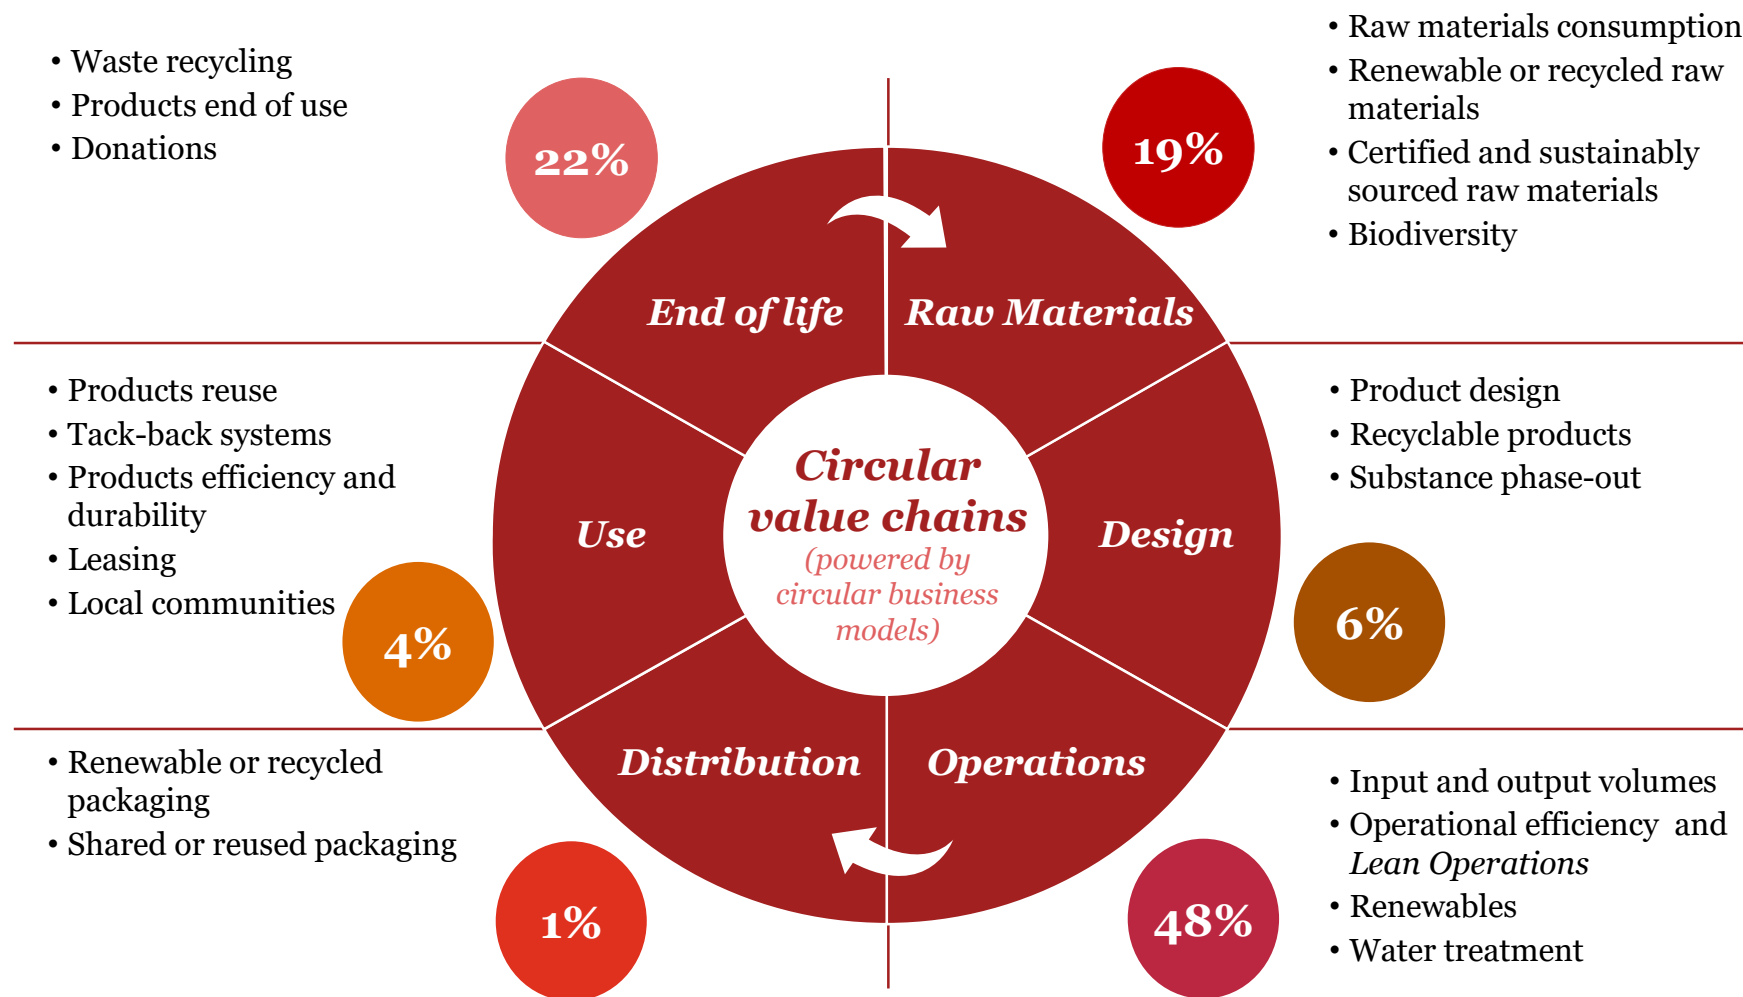 • Waste recycling
• Products end of use
• Donations
22%
• Raw materials consumption
• Renewable or recycled raw
materials
• Certified and sustainably
sourced raw materials
• Biodiversity
19%
End of life
Raw Materials
• Products reuse
• Tack-back systems
• Products efficiency and
durability
• Leasing
• Local communities
4%
Use
Circular
value chains
(powered by
circular business
models)
Design
• Product design
• Recyclable products
• Substance phase-out
6%
• Renewable or recycled
packaging
• Shared or reused packaging
1%
Distribution
Operations
• Input and output volumes
• Operational efficiency and
Lean Operations
• Renewables
• Water treatment
48%